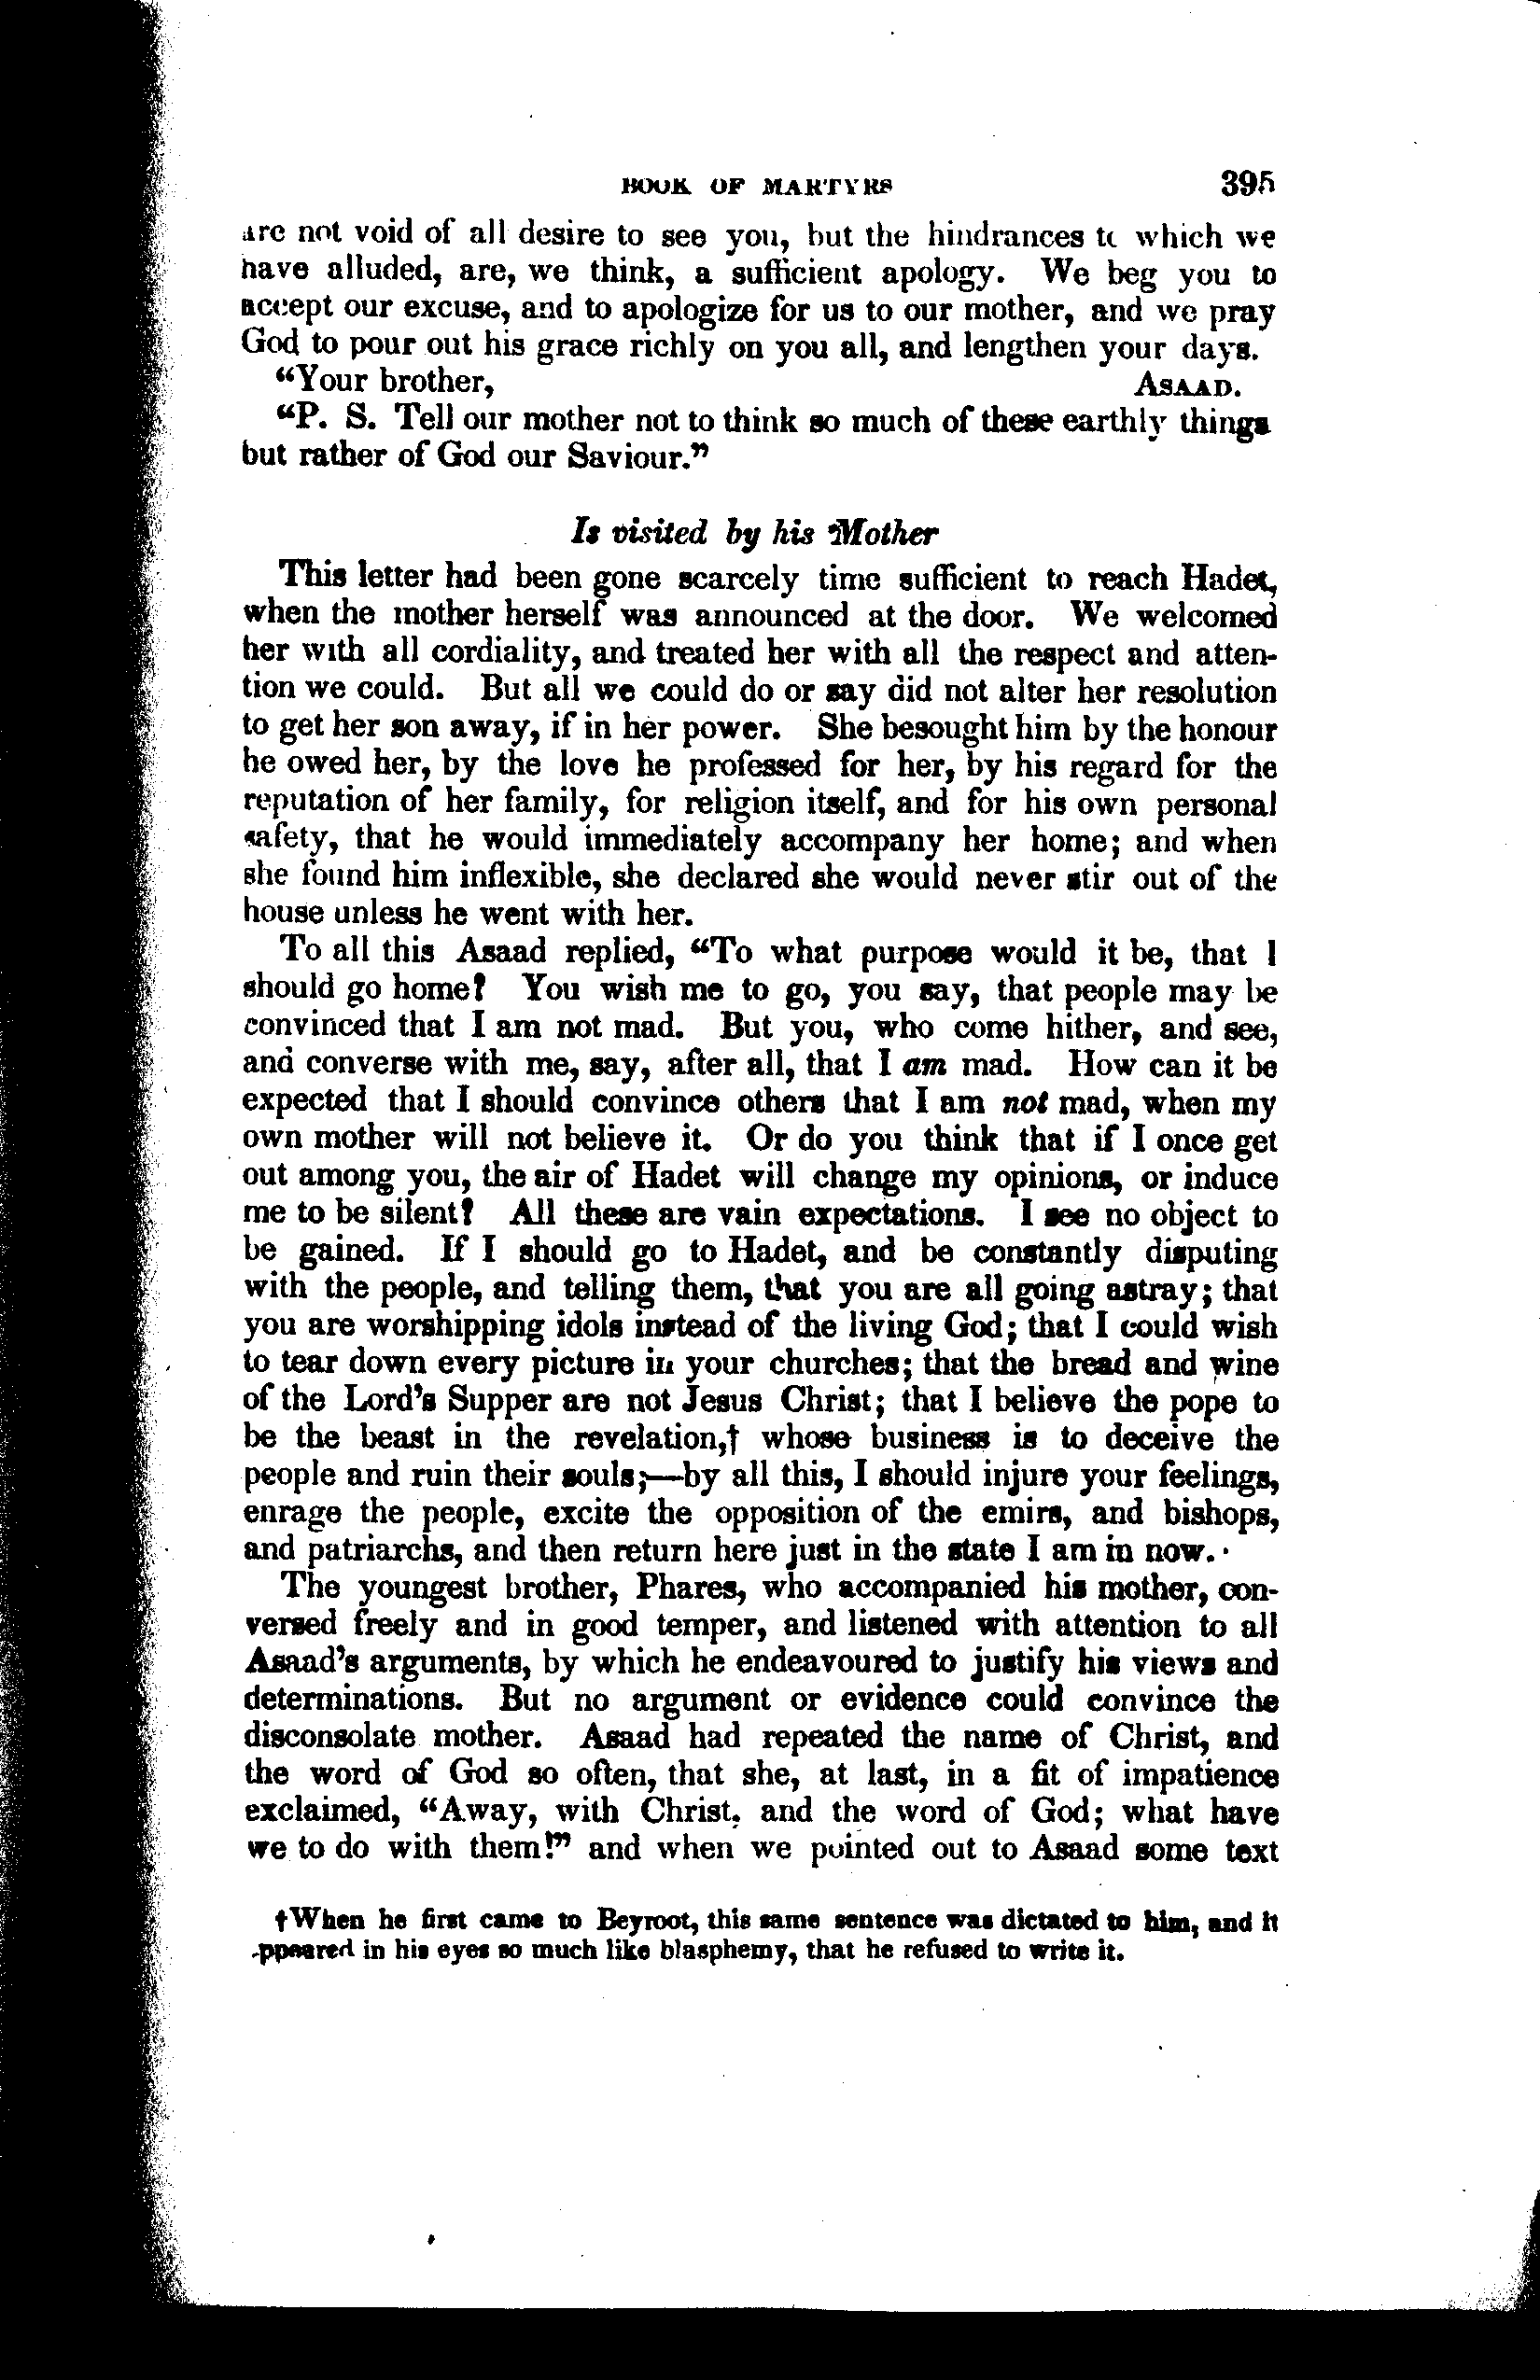 BOOK OF MARTYRS 395
are not void of all desire to see you, but the hindrances to which we
have alluded, are, we think, a sufficient apology. We beg you to
accept our excuse, and to apologize for us to our mother, and we pray
God to pour out his grace richly on you all, and lengthen your days.
“Your brother, ASAAD.
“P. S. Tell our mother not to think so much of these earthly things
but rather of God our Saviour.”
Is visited by his Mother
This letter had been gone scarcely time sufficient to reach Hadet,
when the mother herself was announced at the door. We welcomed
her with all cordiality, and treated her with all the respect and atten-
tion we could. But all we could do or say did not alter her resolution
to get her son away, if in her power. She besought him by the honour
he owed her, by the love he professed for her, by his regard for the
reputation of her family, for religion itself, and for his own personal
safety, that he would immediately accompany her home; and when
she found him inflexible, she declared she would never stir out of the
house unless he went with her.
To all this Asaad replied, “To what purpose would it be, that I
should go home? You wish me to go, you say, that people may be
convinced that I am not mad. But you, who come hither, and see,
and converse with me, say, after all, that I am mad. How can it be
expected that I should convince others that I am not mad, when my
own mother will not believe it. Or do you think that if I once get
out among you, the air of Hadet will change my opinions, or induce
me to be silent? All these are vain expectations. I see no object to
be gained. If I should go to Hadet, and be constantly disputing
with the people, and telling them, that you are all going astray; that
you are worshipping idols instead of the living God; that I could wish
to tear down every picture in your churches; that the bread and wine
of the Lord’s Supper are not Jesus Christ; that I believe the pope to
be the beast in the revelation,† whose business is to deceive the
people and ruin their souls;—by all this, I should injure your feelings,
enrage the people, excite the opposition of the emirs, and bishops,
and patriarchs, and then return here just in the state I am in now.
The youngest brother, Phares, who accompanied his mother, con-
versed freely and in good temper, and listened with attention to all
Asaad’s arguments, by which he endeavoured to justify his views and
determinations. But no argument or evidence could convince the
disconsolate mother. Asaad had repeated the name of Christ, and
the word of God so often, that she, at last, in a fit of impatience
exclaimed, “Away, with Christ, and the word of God; what have
we to do with them!” and when we pointed out to Asaad some text
†When he first came to Beyroot, this same sentence was dictated to him, and it
appeared in his eyes so much like blasphemy, that he refused to write it.